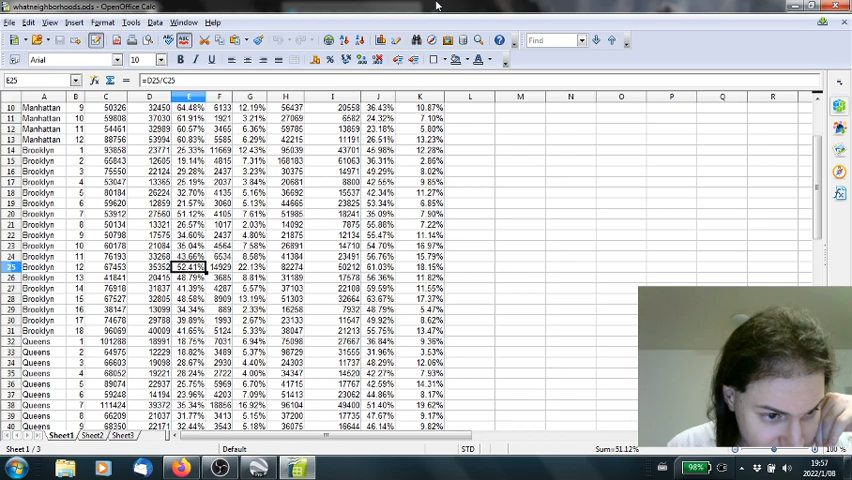 whatneighborhoods.ods - OpenOffice Calc
File Edit View Insert Format Tools Data Window Help
Find
Arial 10
E25 =D25/C25
A B C D E F G H I J K L M N O P Q R
10 Manhattan 9 50326 32450 64.48% 6133 12.19% 56437 20558 36.43% 10.87%
11 Manhattan 10 59808 37030 61.91% 1921 3.21% 27069 6582 24.32% 7.10%
12 Manhattan 11 54461 32989 60.57% 3465 6.36% 59785 13859 23.18% 5.80%
13 Manhattan 12 88756 53994 60.83% 5585 6.29% 42215 11191 26.51% 13.23%
14 Brooklyn 1 93858 23771 25.33% 11669 12.43% 95039 43701 45.98% 12.28%
15 Brooklyn 2 65843 12605 19.14% 4815 7.31% 168183 61063 36.31% 2.86%
16 Brooklyn 3 75550 22124 29.28% 2437 3.23% 30375 14971 49.29% 8.02%
17 Brooklyn 4 53047 13365 25.19% 3384 20681 8800 42.55% 9.85%
18 Brooklyn 5 80184 26226 32.70% 4135 5.16% 36692 15537 42.34% 11.27%
19 Brooklyn 6 59620 12859 21.57% 3060 5.13% 46265 24678 53.34% 6.85%
20 Brooklyn 7 53912 27560 51.12% 4105 7.61% 51985 18241 35.09% 7.90%
21 Brooklyn 8 50134 13321 26.57% 1017 2.03% 14092 7875 55.88% 7.22%
22 Brooklyn 9 50798 17575 34.60% 2437 4.80% 21875 12134 55.47% 11.14%
23 Brooklyn 10 60178 21084 35.04% 4564 7.58% 26891 14710 54.70% 16.97%
24 Brooklyn 11 76193 33268 43.66% 6534 8.58% 41384 23491 56.76% 15.79%
25 Brooklyn 12 67453 35352 52.41% 14929 22.13% 82274 50212 61.03% 18.15%
26 Brooklyn 13 41841 20415 48.79% 3685 8.81% 31189 17578 56.36% 11.82%
27 Brooklyn 14 76918 31837 41.39% 4287 5.57% 37103 22108 59.59% 11.55%
28 Brooklyn 15 67527 32805 48.58% 8909 13.19% 51280 32656 63.67% 17.37%
29 Brooklyn 16 38147 13099 34.34% 889 2.33% 16258 7932 48.79% 5.47%
30 Brooklyn 17 74678 29788 39.89% 1993 2.67% 23133 11547 49.92% 8.62%
31 Brooklyn 18 96069 40009 41.65% 5124 5.33% 38047 21211 55.75% 13.47%
32 Queens 1 101288 18991 18.75% 7031 6.94% 75098 27667 36.84% 9.36%
33 Queens 2 64975 12229 18.82% 3489 5.37% 98729 31555 31.96% 3.53%
34 Queens 3 66603 19096 28.67% 2930 4.40% 24303 11737 48.29% 10.73%
35 Queens 4 68052 19215 28.24% 2722 4.00% 34347 14520 42.27% 7.93%
36 Queens 5 89074 22937 25.75% 5969 6.70% 41715 17767 42.59% 14.31%
37 Queens 6 59248 14194 23.96% 4203 7.09% 51413 23062 44.86% 8.17%
38 Queens 7 111424 39372 35.34% 18856 16.92% 96104 49400 51.40% 19.62%
39 Queens 8 66209 21037 31.77% 3413 5.15% 37200 17735 47.67% 9.17%
40 Queens 9 68350 22171 32.44% 3543 5.18% 36075 16644 46.14% 9.82%
Sheet1 Sheet2 Sheet3
Sheet 1 / 3 Default STD Sum=51.12% 100 %
98% 19:57
2022/1/08